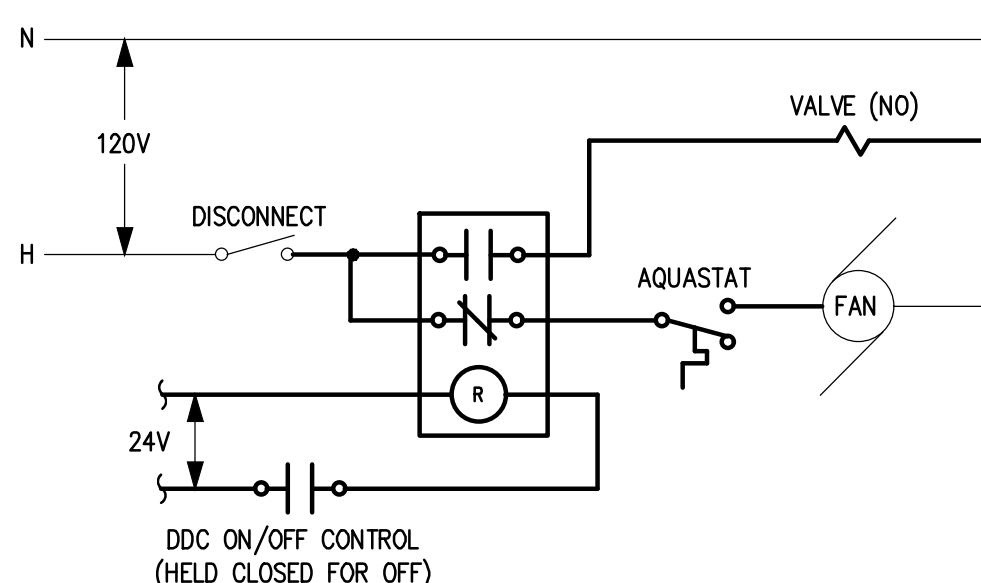 N
VALVE (NO)
120V
DISCONNECT
H
AQUASTAT
FAN
R
24V
DDC ON/OFF CONTROL
(HELD CLOSED FOR OFF)